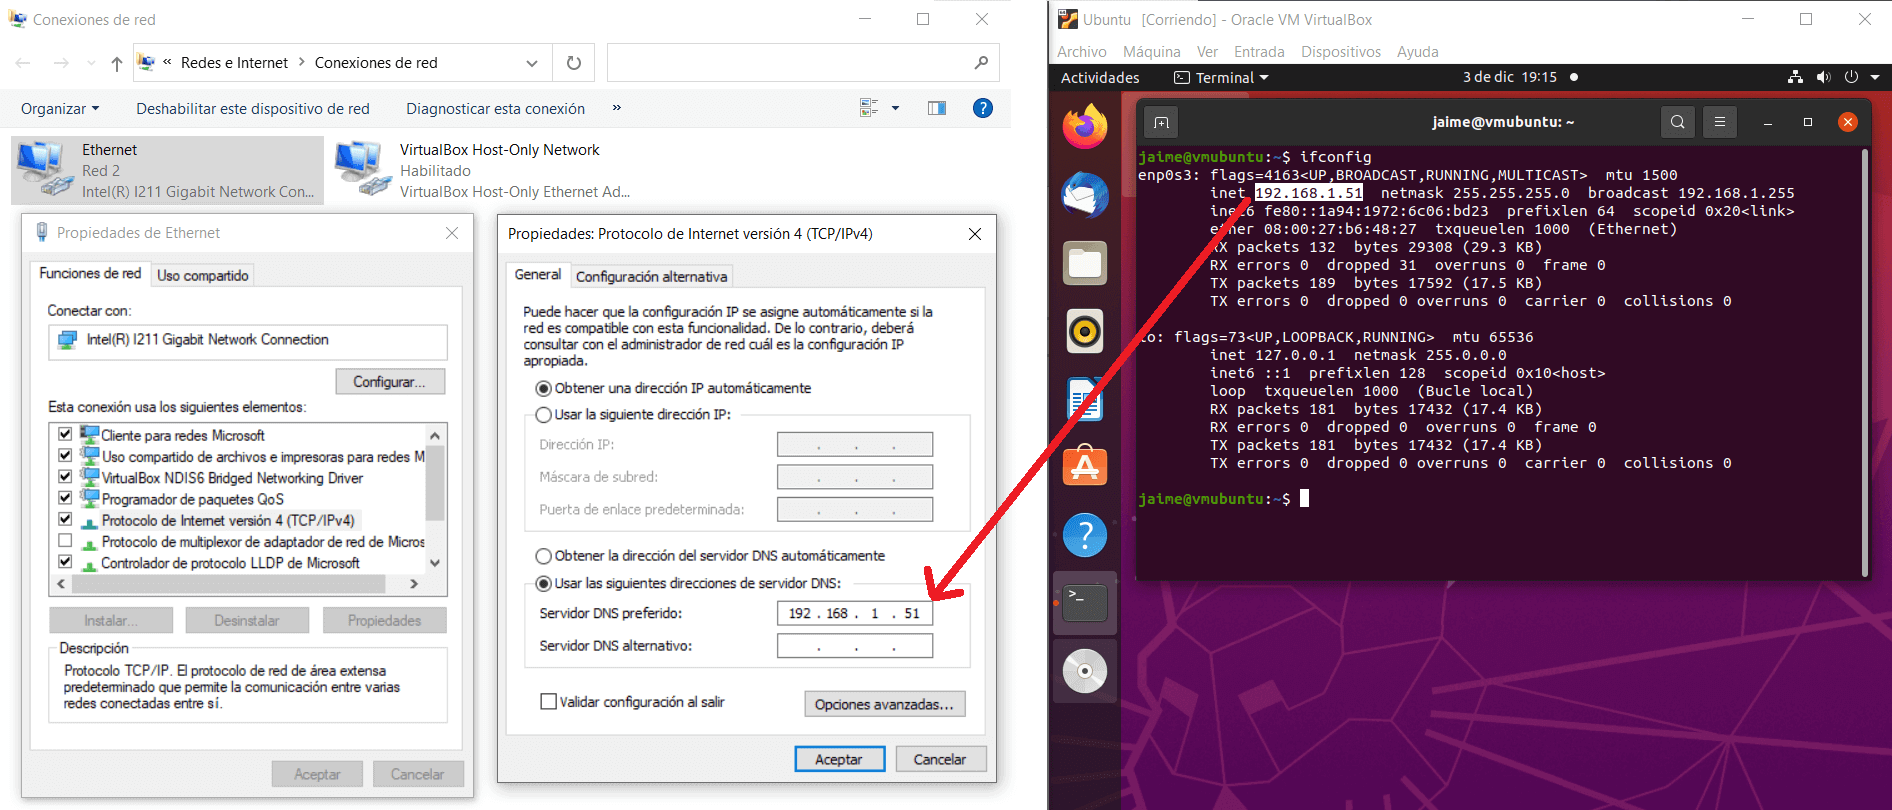 Conexiones de red
« Redes e Internet > Conexiones de red
Organizar
Deshabilitar este dispositivo de red
Diagnosticar esta conexión
»
Ethernet
Red 2
Intel(R) I211 Gigabit Network Con...
VirtualBox Host-Only Network
Habilitado
VirtualBox Host-Only Ethernet Ad...
Propiedades de Ethernet
Funciones de red
Uso compartido
Conectar con:
Intel(R) I211 Gigabit Network Connection
Configurar...
Esta conexión usa los siguientes elementos:
Cliente para redes Microsoft
Uso compartido de archivos e impresoras para redes M
VirtualBox NDIS6 Bridged Networking Driver
Programador de paquetes QoS
Protocolo de Internet versión 4 (TCP/IPv4)
Protocolo de multiplexor de adaptador de red de Micros
Controlador de protocolo LLDP de Microsoft
Instalar...
Desinstalar
Propiedades
Descripción
Protocolo TCP/IP. El protocolo de red de área extensa
predeterminado que permite la comunicación entre varias
redes conectadas entre sí.
Aceptar
Cancelar
Propiedades: Protocolo de Internet versión 4 (TCP/IPv4)
General
Configuración alternativa
Puede hacer que la configuración IP se asigne automáticamente si la
red es compatible con esta funcionalidad. De lo contrario, deberá
consultar con el administrador de red cuál es la configuración IP
apropiada.
Obtener una dirección IP automáticamente
Usar la siguiente dirección IP:
Dirección IP:
Máscara de subred:
Puerta de enlace predeterminada:
Obtener la dirección del servidor DNS automáticamente
Usar las siguientes direcciones de servidor DNS:
Servidor DNS preferido:
192 . 168 . 1 . 51
Servidor DNS alternativo:
Validar configuración al salir
Opciones avanzadas...
Aceptar
Cancelar
Ubuntu [Corriendo] - Oracle VM VirtualBox
Archivo Máquina Ver Entrada Dispositivos Ayuda
Actividades
Terminal
3 de dic 19:15
jaime@vmubuntu: ~
jaime@vmubuntu:~$ ifconfig
enp0s3: flags=4163<UP,BROADCAST,RUNNING,MULTICAST> mtu 1500
inet 192.168.1.51 netmask 255.255.255.0 broadcast 192.168.1.255
inet6 fe80::1a94:1972:6c06:bd23 prefixlen 64 scopeid 0x20<link>
ether 08:00:27:b6:48:27 txqueuelen 1000 (Ethernet)
RX packets 132 bytes 29308 (29.3 KB)
RX errors 0 dropped 31 overruns 0 frame 0
TX packets 189 bytes 17592 (17.5 KB)
TX errors 0 dropped 0 overruns 0 carrier 0 collisions 0
lo: flags=73<UP,LOOPBACK,RUNNING> mtu 65536
inet 127.0.0.1 netmask 255.0.0.0
inet6 ::1 prefixlen 128 scopeid 0x10<host>
loop txqueuelen 1000 (Bucle local)
RX packets 181 bytes 17432 (17.4 KB)
RX errors 0 dropped 0 overruns 0 frame 0
TX packets 181 bytes 17432 (17.4 KB)
TX errors 0 dropped 0 overruns 0 carrier 0 collisions 0
jaime@vmubuntu:~$